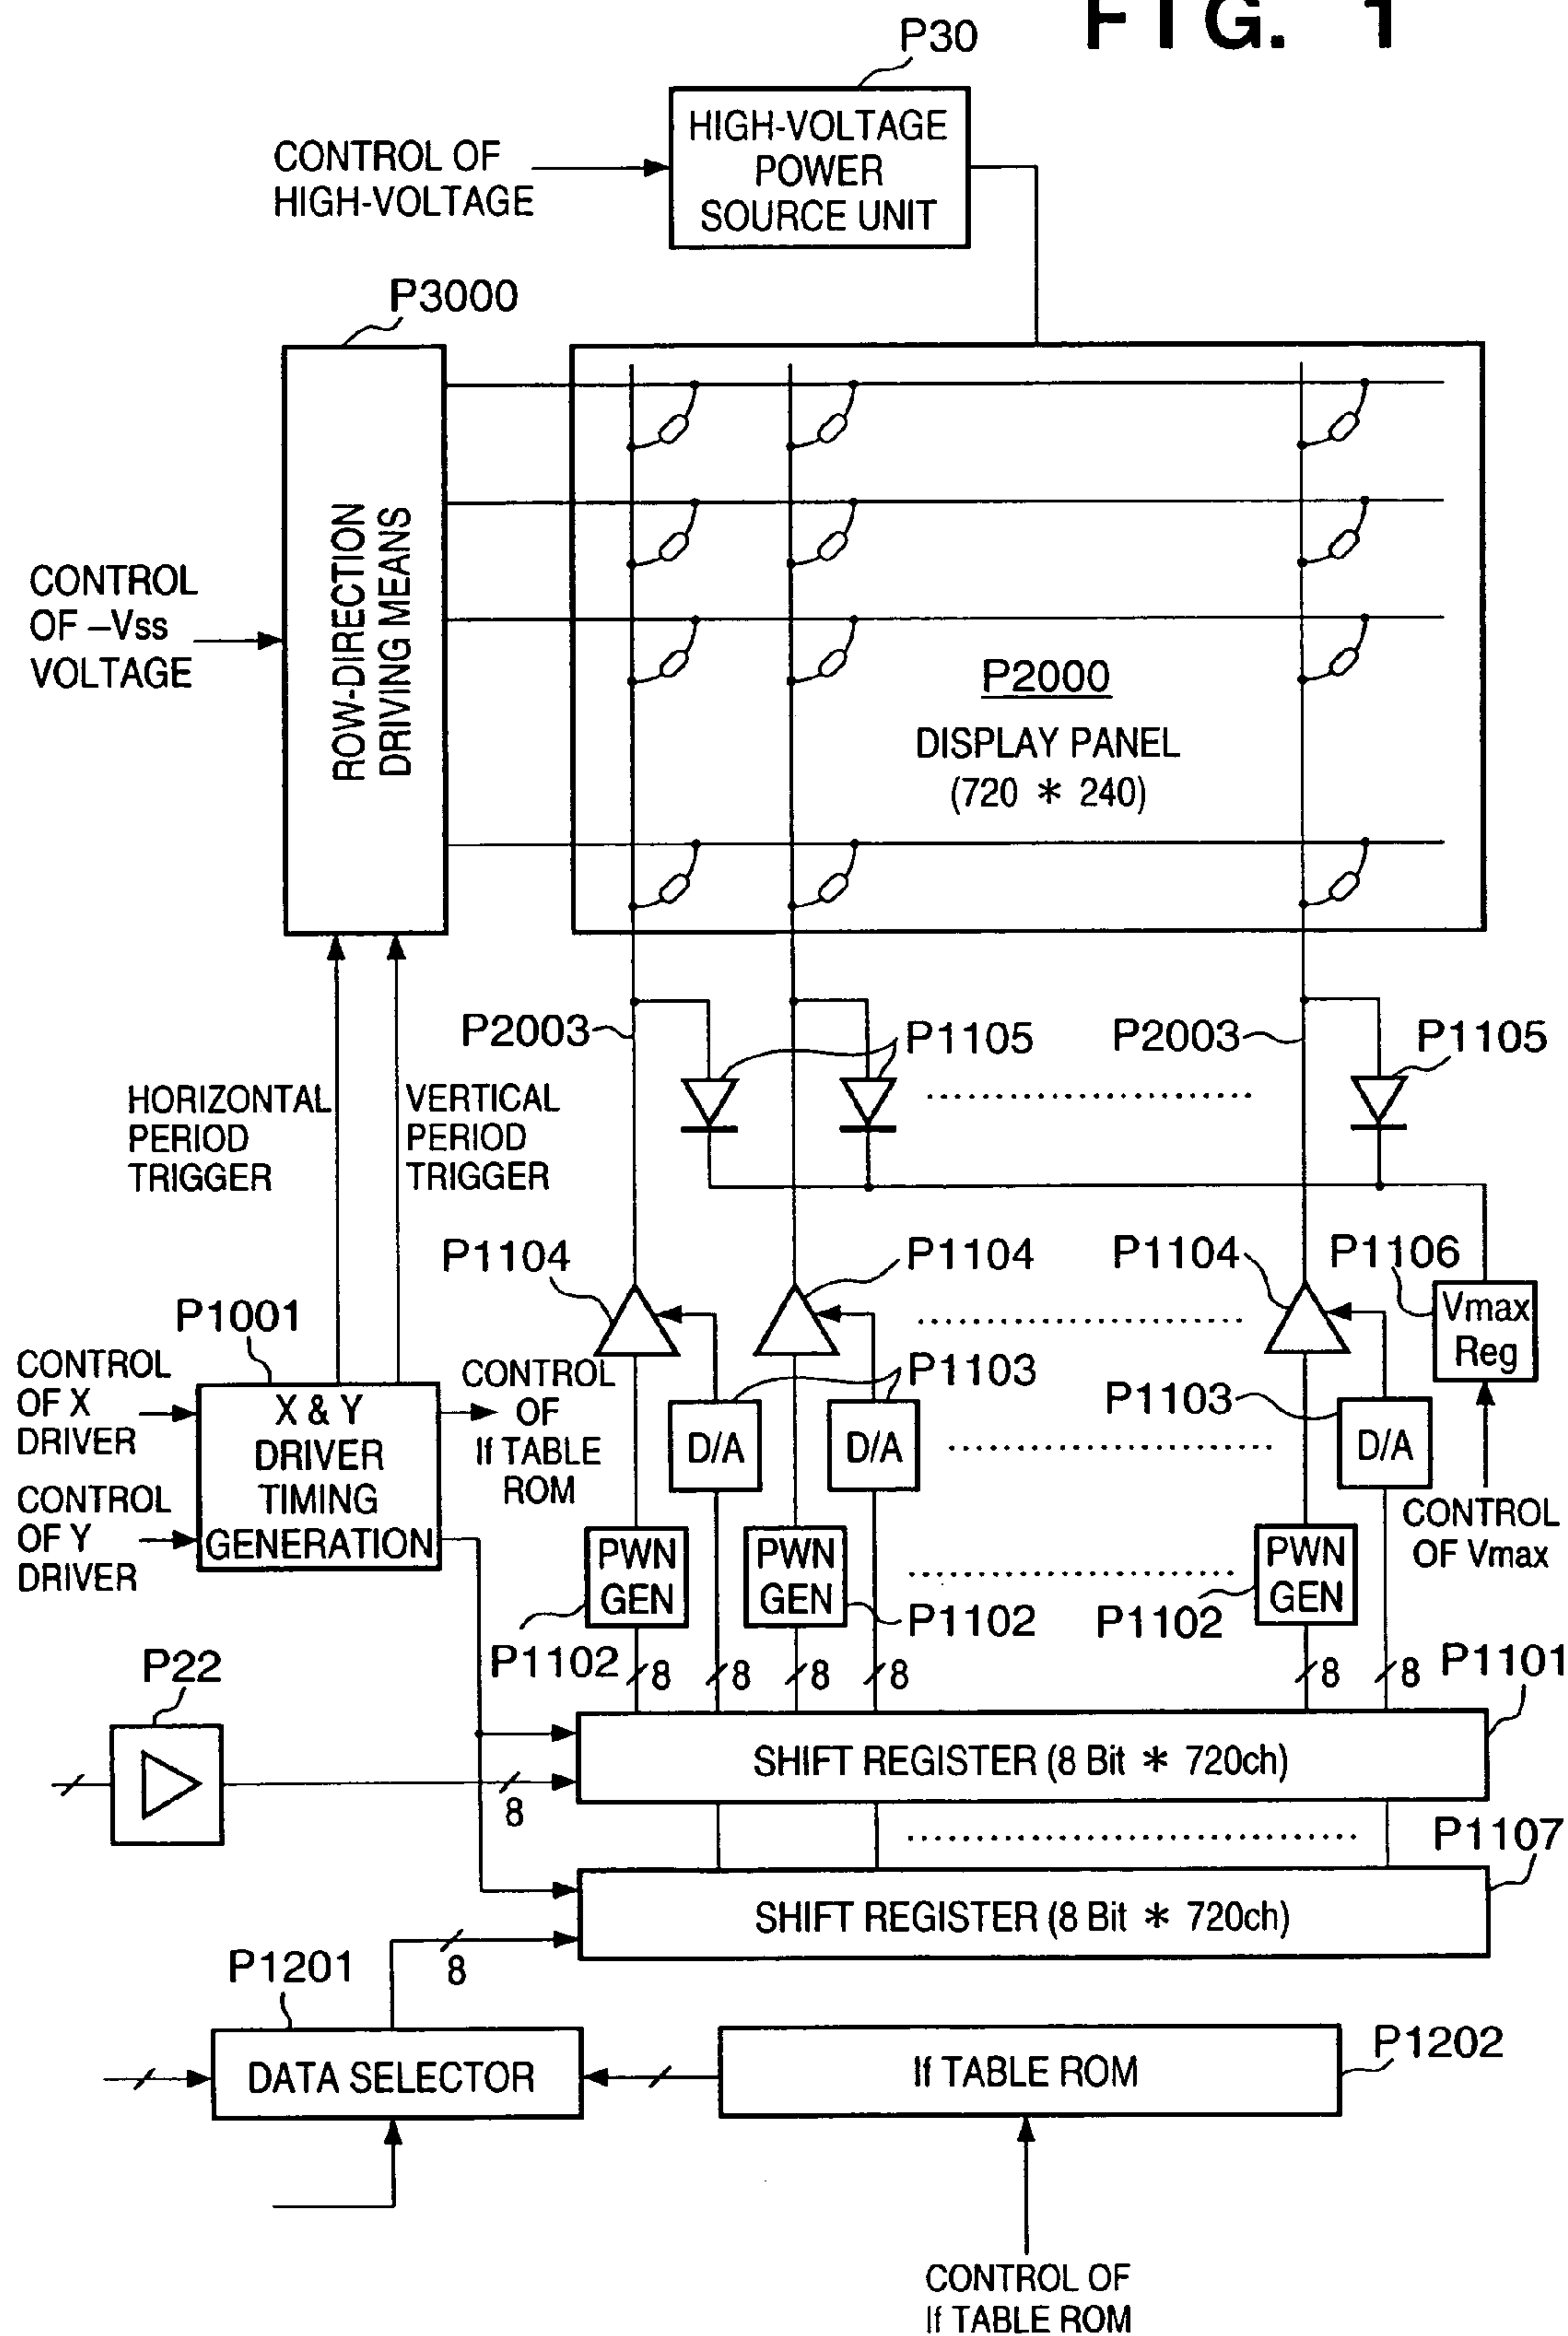 FIG. 1
P30
HIGH-VOLTAGE
POWER
SOURCE UNIT
CONTROL OF
HIGH-VOLTAGE
P3000
ROW-DIRECTION
DRIVING MEANS
CONTROL
OF –Vss
VOLTAGE
P2000
DISPLAY PANEL
(720 * 240)
P2003
P1105
P2003
P1105
HORIZONTAL
PERIOD
TRIGGER
VERTICAL
PERIOD
TRIGGER
P1104
P1104
P1104
P1106
Vmax
Reg
P1001
CONTROL
OF X
DRIVER
CONTROL
OF Y
DRIVER
X & Y
DRIVER
TIMING
GENERATION
CONTROL
OF
If TABLE
ROM
P1103
P1103
D/A
D/A
D/A
CONTROL
OF Vmax
PWN
GEN
PWN
GEN
PWN
GEN
P1102
P1102
P1102
8
8
8
8
8
8
P1101
P22
SHIFT REGISTER (8 Bit * 720ch)
8
P1107
SHIFT REGISTER (8 Bit * 720ch)
8
P1201
DATA SELECTOR
If TABLE ROM
P1202
CONTROL OF
If TABLE ROM